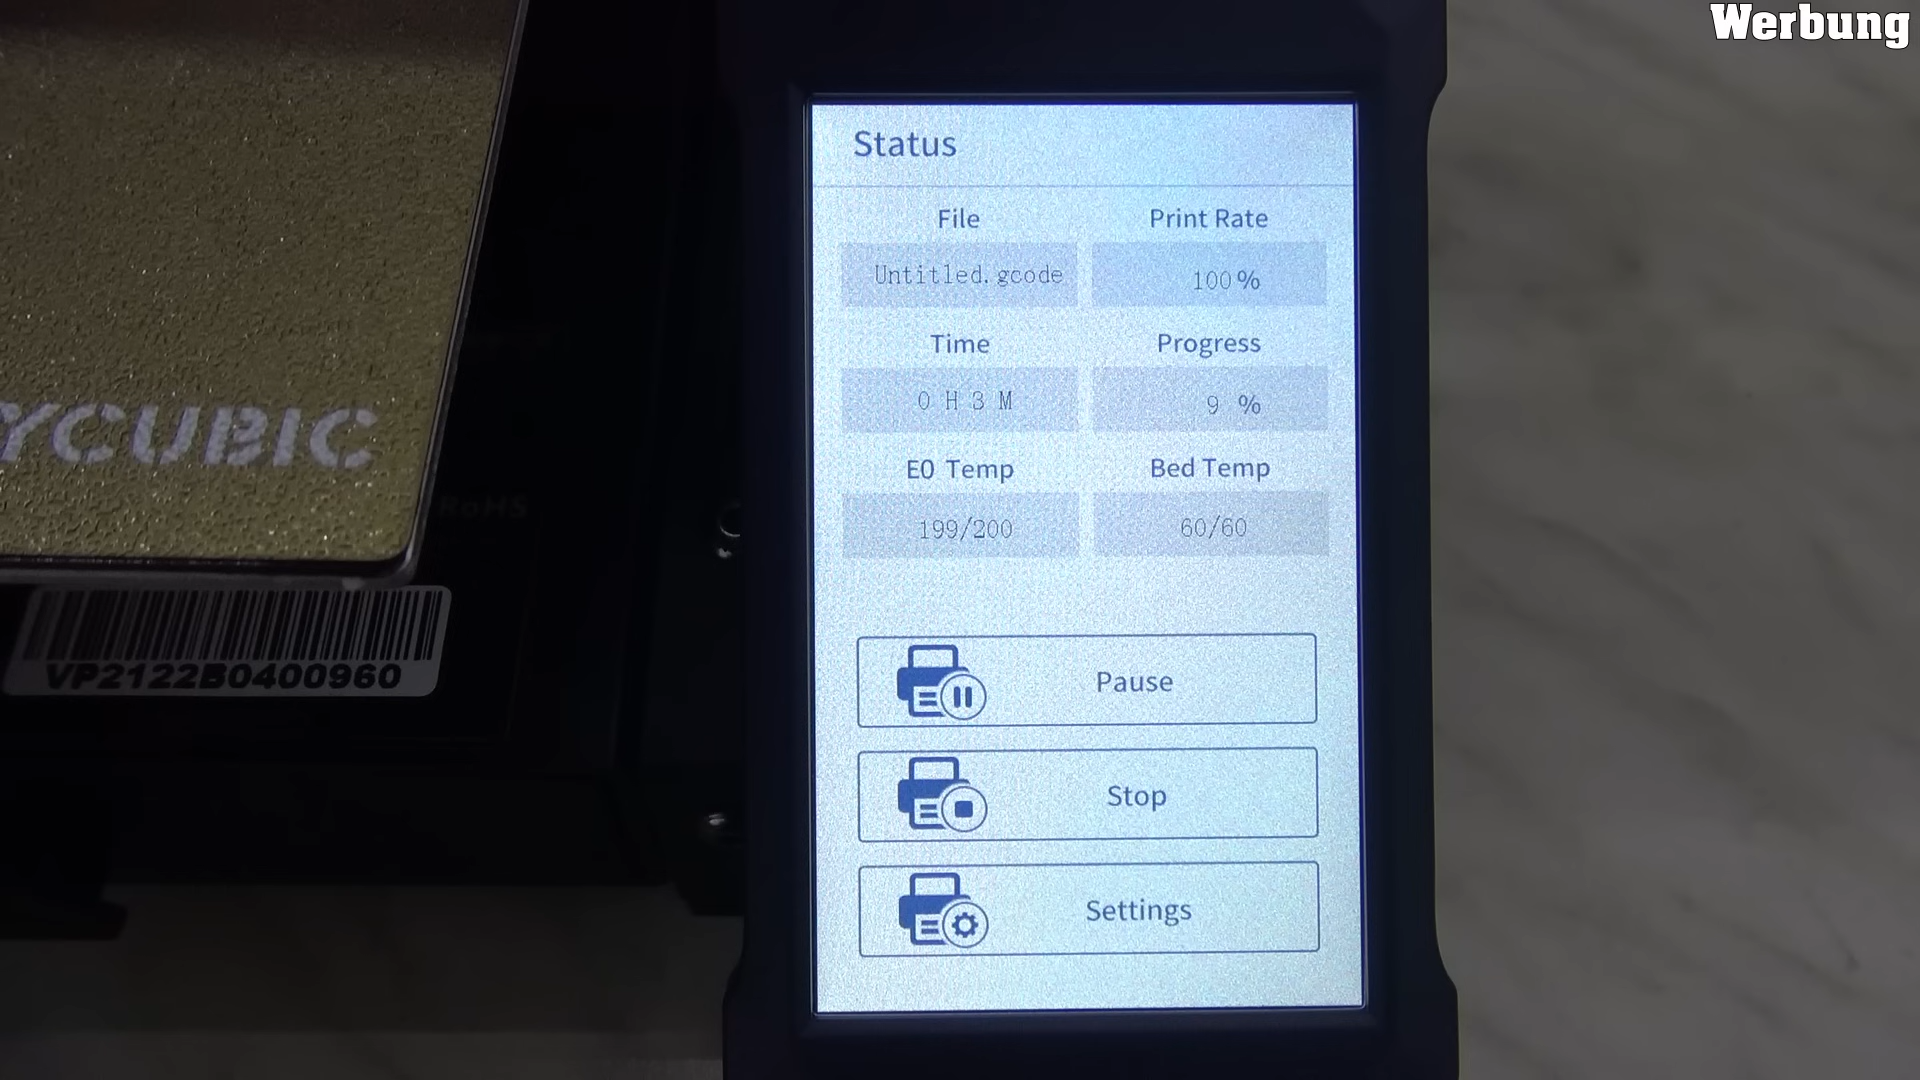 Werbung
Status
File
Print Rate
Untitled.gcode
100%
Time
Progress
0 H 3 M
9 %
E0 Temp
Bed Temp
199/200
60/60
Pause
Stop
Settings
YCUBIC
RoHS
VP2122B0400960